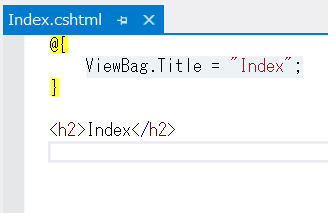 Index.cshtml
@{
    ViewBag.Title = "Index";
}
<h2>Index</h2>